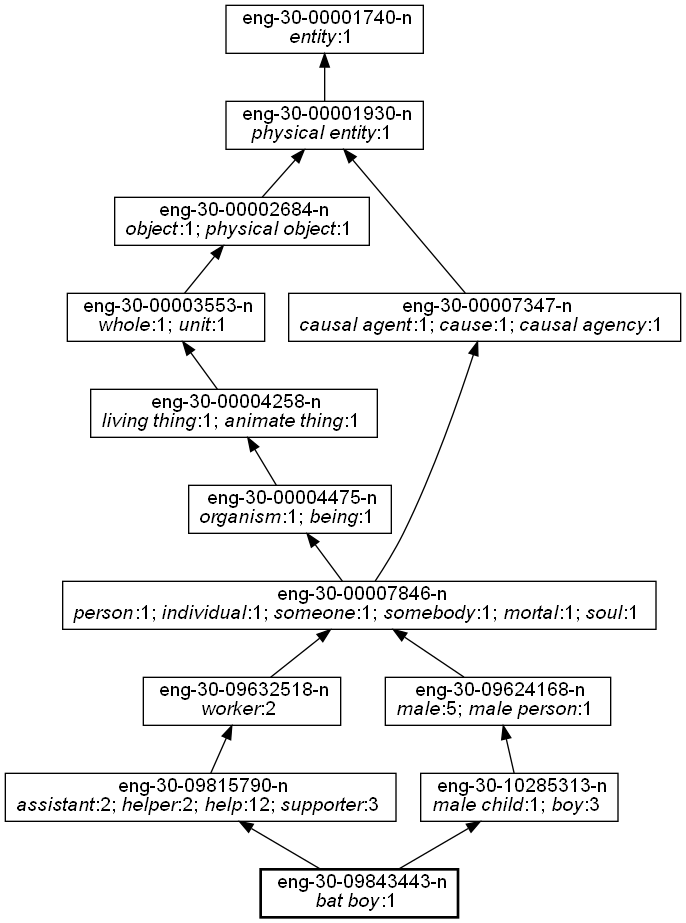 eng-30-00001740-n
entity:1
eng-30-00001930-n
physical entity:1
eng-30-00002684-n
object:1; physical object:1
eng-30-00003553-n
whole:1; unit:1
eng-30-00007347-n
causal agent:1; cause:1; causal agency:1
eng-30-00004258-n
living thing:1; animate thing:1
eng-30-00004475-n
organism:1; being:1
eng-30-00007846-n
person:1; individual:1; someone:1; somebody:1; mortal:1; soul:1
eng-30-09632518-n
worker:2
eng-30-09624168-n
male:5; male person:1
eng-30-09815790-n
assistant:2; helper:2; help:12; supporter:3
eng-30-10285313-n
male child:1; boy:3
eng-30-09843443-n
bat boy:1